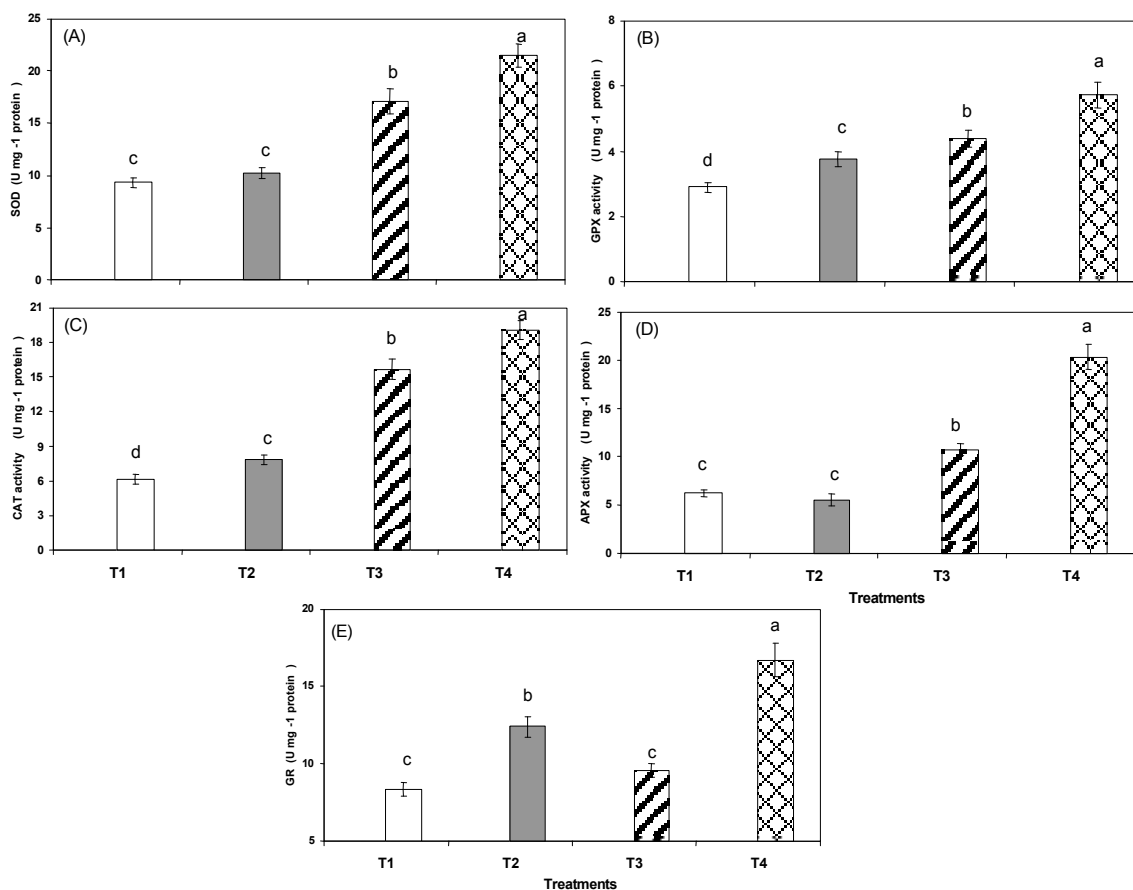 (A)
SOD (U mg -1 protein )
25
20
15
10
5
0
c
c
b
a
(B)
GPX activity (U mg -1 protein )
8
6
4
2
0
d
c
b
a
(C)
CAT activity (U mg -1 protein )
21
18
15
12
9
6
3
0
d
c
b
a
T1 T2 T3 T4
(D)
APX activity (U mg -1 protein )
25
20
15
10
5
0
c
c
b
a
T1 T2 T3 T4
Treatments
(E)
GR (U mg -1 protein )
20
15
10
5
c
b
c
a
T1 T2 T3 T4
Treatments